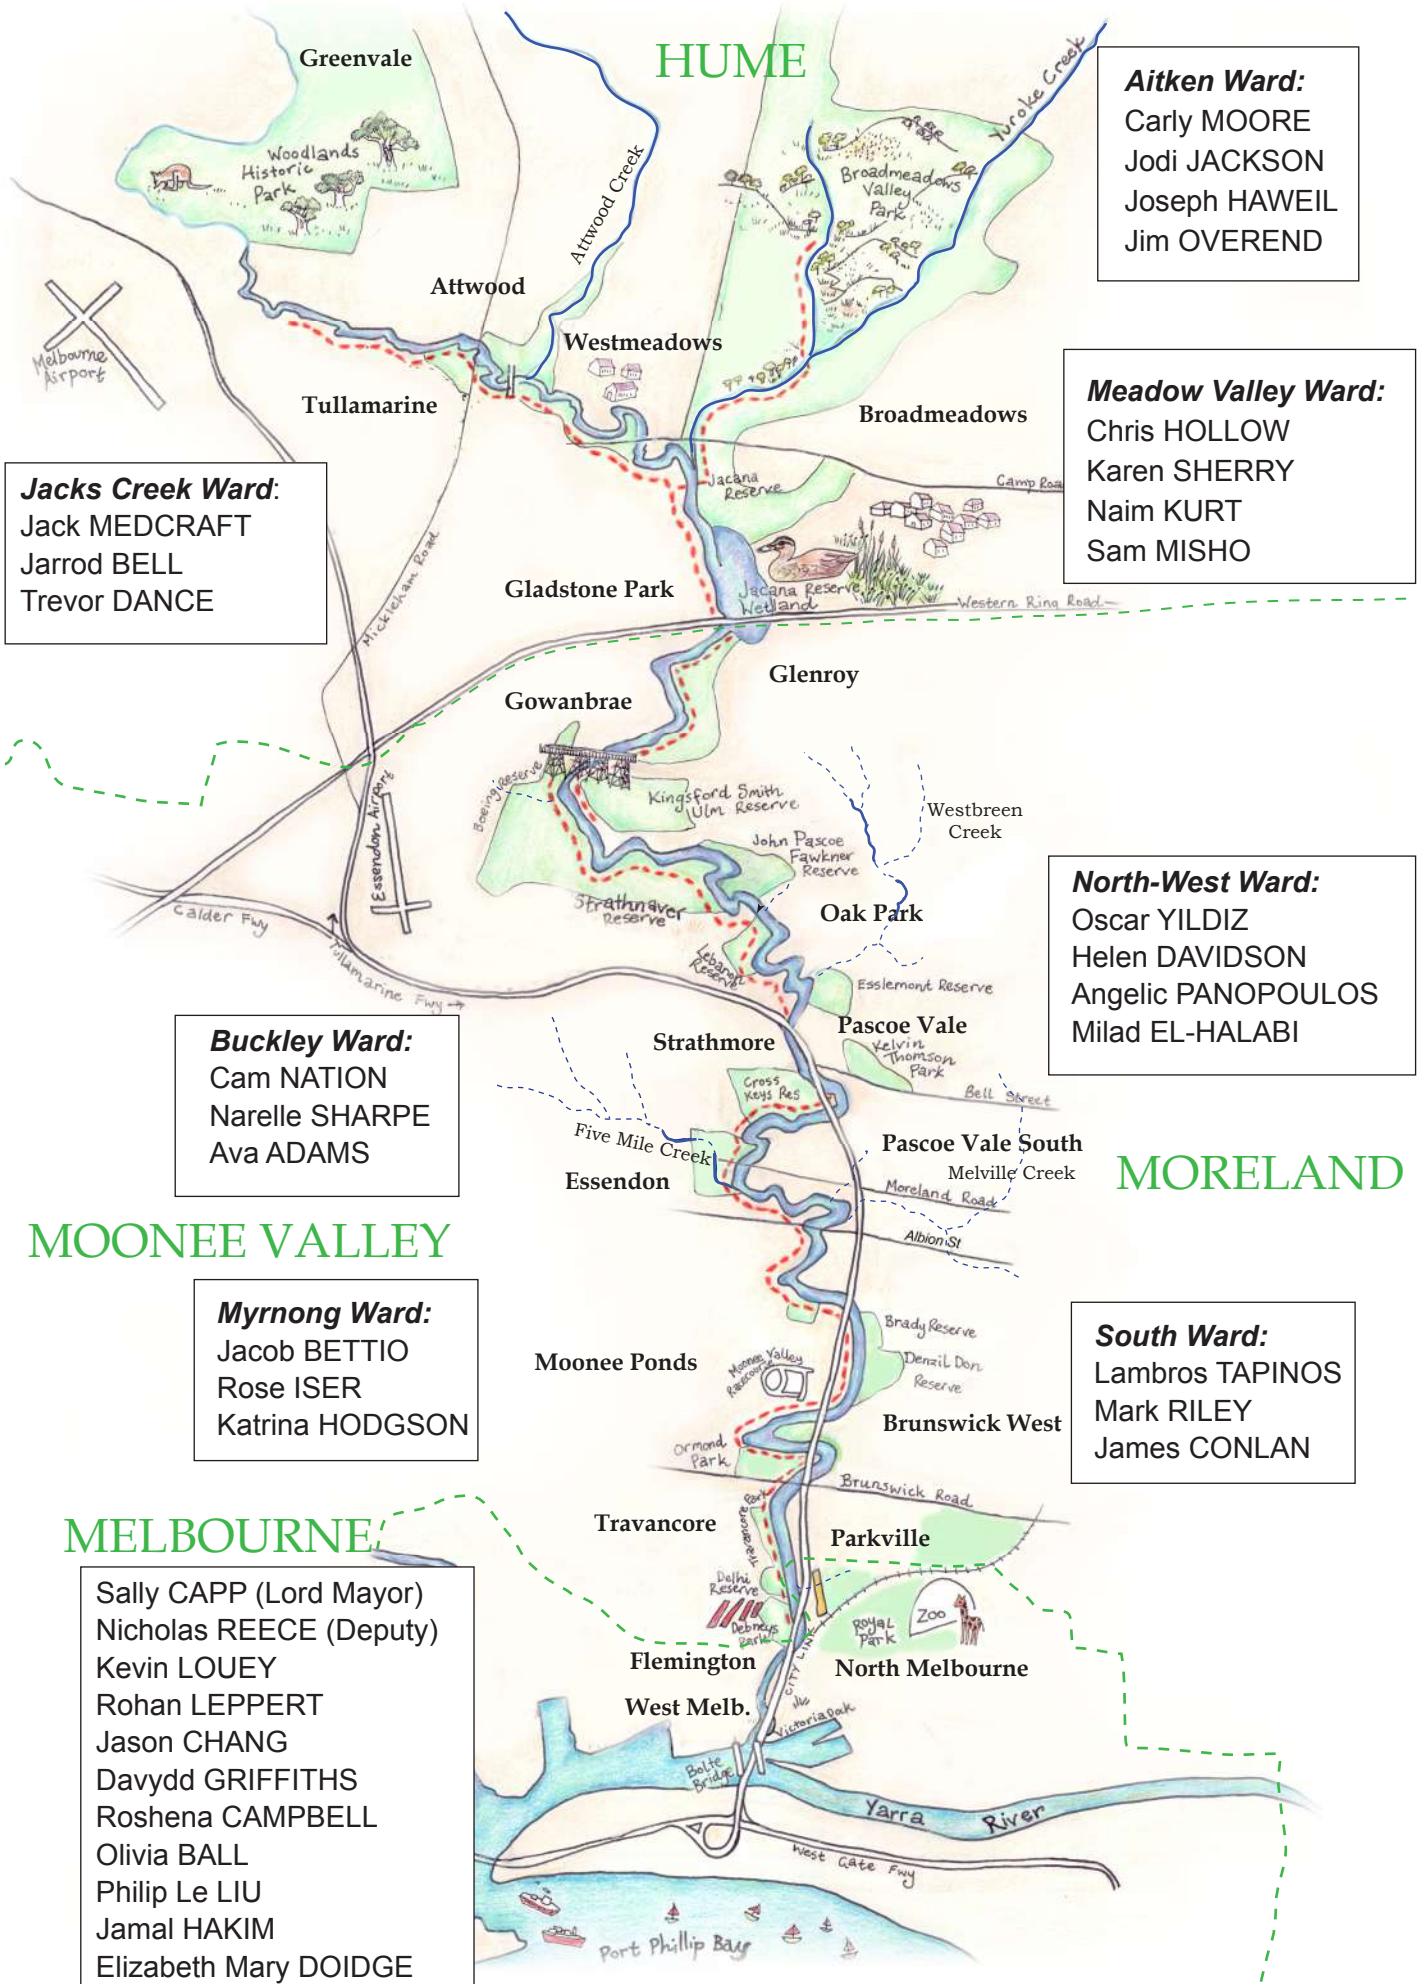 Greenvale
HUME
Yuroke Creek
Woodlands
Historic
Park
Attwood Creek
Broadmeadows
Valley
Park
Aitken Ward:
Carly MOORE
Jodi JACKSON
Joseph HAWEIL
Jim OVEREND
Attwood
Westmeadows
Melbourne
Airport
Tullamarine
Broadmeadows
Meadow Valley Ward:
Chris HOLLOW
Karen SHERRY
Naim KURT
Sam MISHO
Jacks Creek Ward:
Jack MEDCRAFT
Jarrod BELL
Trevor DANCE
Jacana
Reserve
Camp Road
Mickleham Road
Gladstone Park
Jacana Reserve
Wetland
Western Ring Road
Glenroy
Gowanbrae
Boeing Reserve
Kingsford Smith
Ulm Reserve
Essendon Airport
Westbreen
Creek
John Pascoe
Fawkner
Reserve
Strathnaver
Reserve
Oak Park
North-West Ward:
Oscar YILDIZ
Helen DAVIDSON
Angelic PANOPOULOS
Milad EL-HALABI
Calder Fwy
Tullamarine Fwy
Lebanon
Reserve
Esslemont Reserve
Buckley Ward:
Cam NATION
Narelle SHARPE
Ava ADAMS
Strathmore
Pascoe Vale
Kelvin
Thomson
Park
Cross
Keys Res
Bell Street
Five Mile Creek
Pascoe Vale South
Melville Creek
Essendon
Moreland Road
MORELAND
MOONEE VALLEY
Albion St
Myrnong Ward:
Jacob BETTIO
Rose ISER
Katrina HODGSON
Brady Reserve
Moonee Ponds
Moonee Valley
Racecourse
Denzil Don
Reserve
South Ward:
Lambros TAPINOS
Mark RILEY
James CONLAN
Brunswick West
Ormond
Park
Brunswick Road
MELBOURNE
Travancore
Travancore Park
Parkville
Delhi
Reserve
Debneys
Park
Royal
Park
Zoo
Flemington
CITY LINK
North Melbourne
West Melb.
Victoria Dock
Bolte
Bridge
Yarra River
West Gate Fwy
Port Phillip Bay
Sally CAPP (Lord Mayor)
Nicholas REECE (Deputy)
Kevin LOUEY
Rohan LEPPERT
Jason CHANG
Davydd GRIFFITHS
Roshena CAMPBELL
Olivia BALL
Philip Le LIU
Jamal HAKIM
Elizabeth Mary DOIDGE